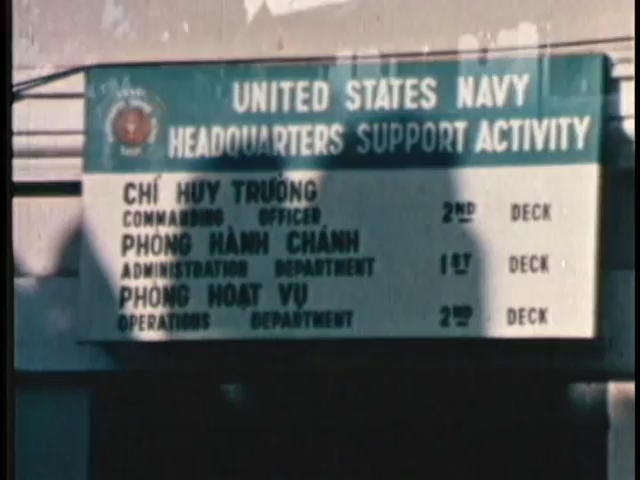 UNITED STATES NAVY
HEADQUARTERS SUPPORT ACTIVITY
CHỈ HUY TRƯỞNG
COMMANDING OFFICER 2ND DECK
PHÒNG HÀNH CHÁNH
ADMINISTRATION DEPARTMENT 1ST DECK
PHÒNG HOẠT VỤ
OPERATIONS DEPARTMENT 2ND DECK